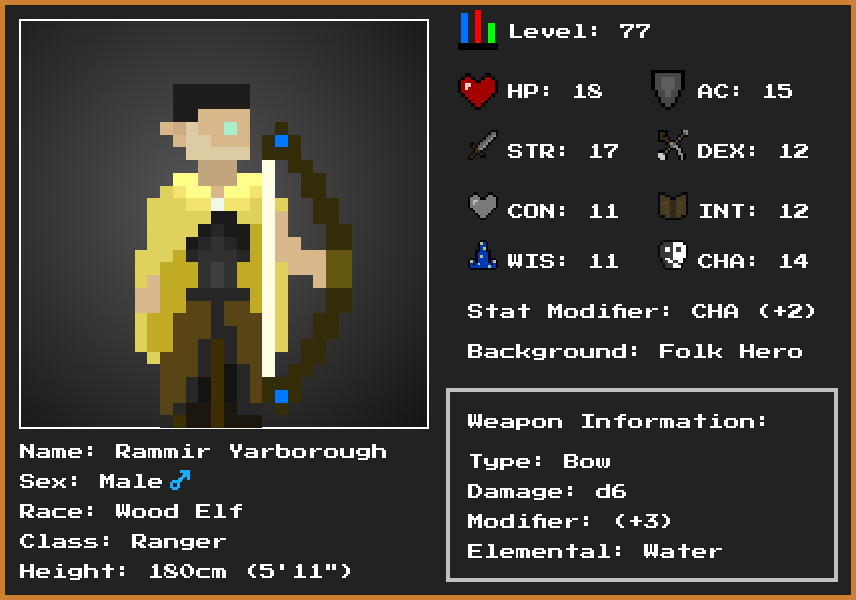 Level: 77
HP: 18 AC: 15
STR: 17 DEX: 12
CON: 11 INT: 12
WIS: 11 CHA: 14
Stat Modifier: CHA (+2)
Background: Folk Hero
Weapon Information:
Type: Bow
Damage: d6
Modifier: (+3)
Elemental: Water
Name: Rammir Yarborough
Sex: Male ♂
Race: Wood Elf
Class: Ranger
Height: 180cm (5'11")